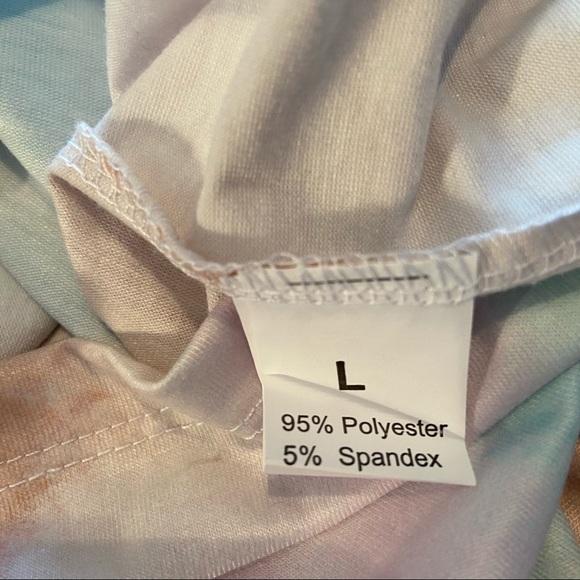 L
95% Polyester
5% Spandex